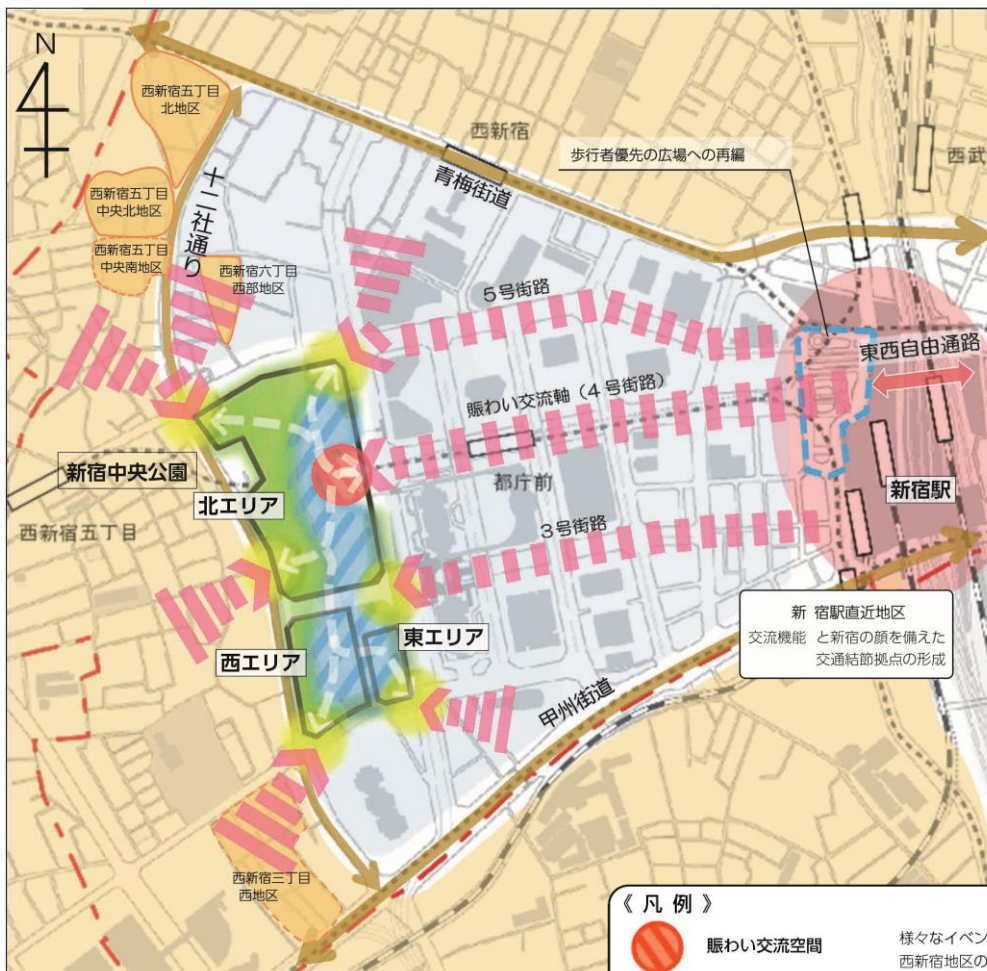 N
西新宿五丁目
北地区
西新宿
西武
歩行者優先の広場への再編
青梅街道
十二社通り
西新宿五丁目
中央北地区
西新宿五丁目
中央南地区
西新宿六丁目
西部地区
5号街路
東西自由通路
賑わい交流軸（4号街路）
新宿中央公園
都庁前
新宿駅
北エリア
西新宿五丁目
3号街路
新 宿駅直近地区
交流機能 と新宿の顔を備えた
交通結節拠点の形成
東エリア
西エリア
甲州街道
西新宿三丁目
西地区
《 凡 例 》
賑わい交流空間
様々なイベン
西新宿地区の